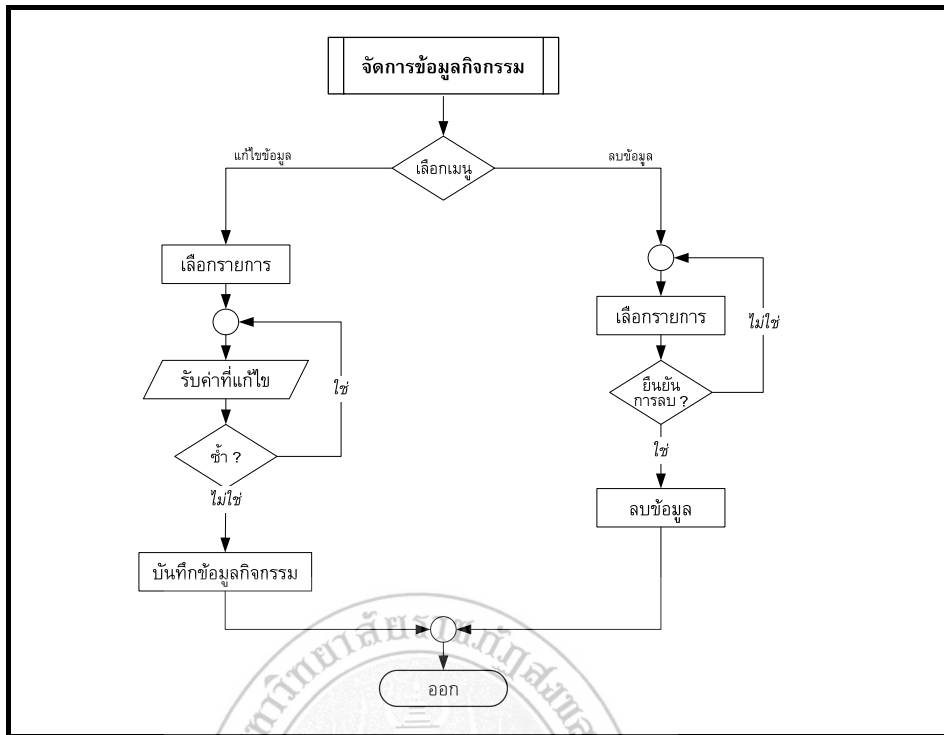 จัดการข้อมูลกิจกรรม
เลือกเมนู
แก้ไขข้อมูล
ลบข้อมูล
เลือกรายการ
รับค่าที่แก้ไข
ใช่
ซ้ำ ?
ไม่ใช่
บันทึกข้อมูลกิจกรรม
เลือกรายการ
ไม่ใช่
ยืนยัน
การลบ ?
ใช่
ลบข้อมูล
ออก